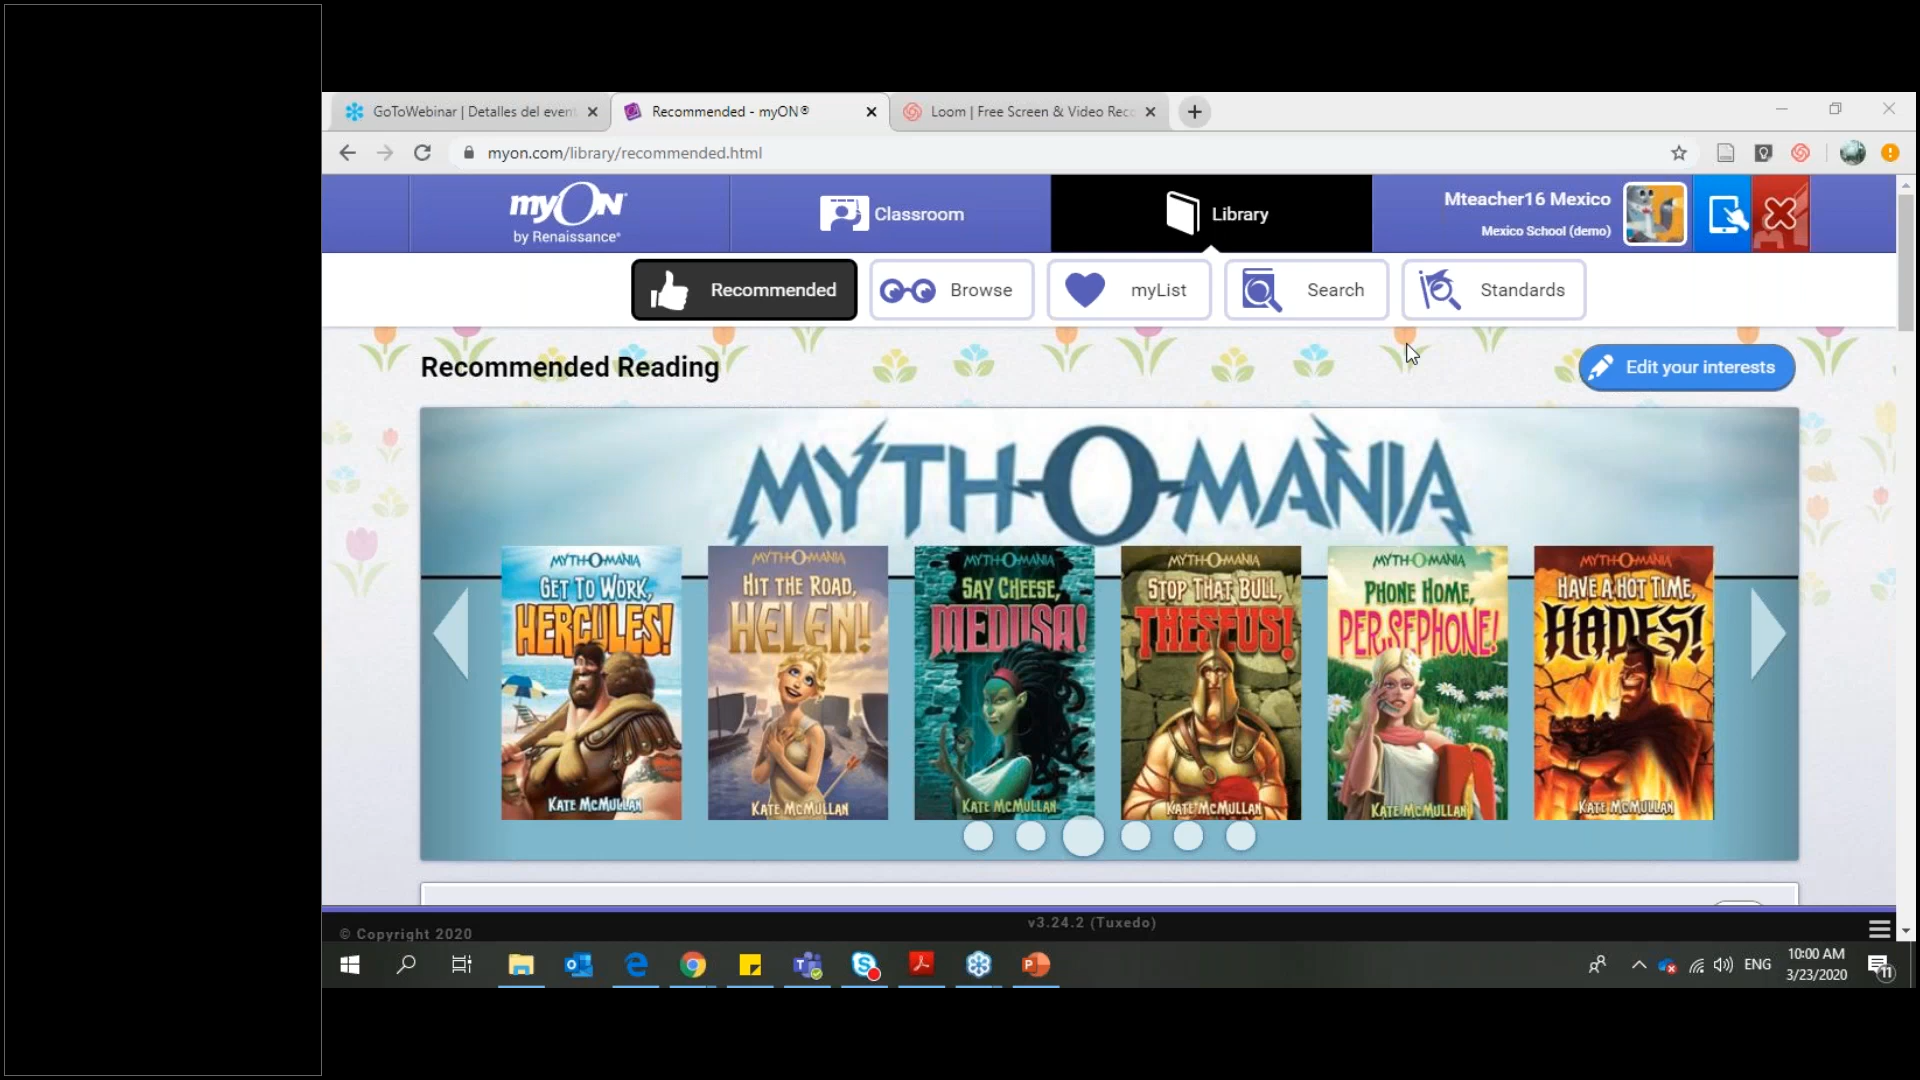 GoToWebinar | Detalles del even
Recommended - myON®
Loom | Free Screen & Video Reco
myon.com/library/recommended.html
myON
by Renaissance®
Classroom
Library
Mteacher16 Mexico
Mexico School (demo)
Recommended
Browse
myList
Search
Standards
Recommended Reading
Edit your interests
MYTH-O-MANIA
MYTH-O-MANIA
GET TO WORK,
HERCULES!
KATE MCMULLAN
MYTH-O-MANIA
HIT THE ROAD,
HELEN!
KATE MCMULLAN
MYTH-O-MANIA
SAY CHEESE,
MEDUSA!
KATE MCMULLAN
MYTH-O-MANIA
STOP THAT BULL,
THESEUS!
KATE MCMULLAN
MYTH-O-MANIA
PHONE HOME,
PERSEPHONE!
KATE MCMULLAN
MYTH-O-MANIA
HAVE A HOT TIME,
HADES!
KATE MCMULLAN
v3.24.2 (Tuxedo)
© Copyright 2020
ENG
10:00 AM
3/23/2020
11